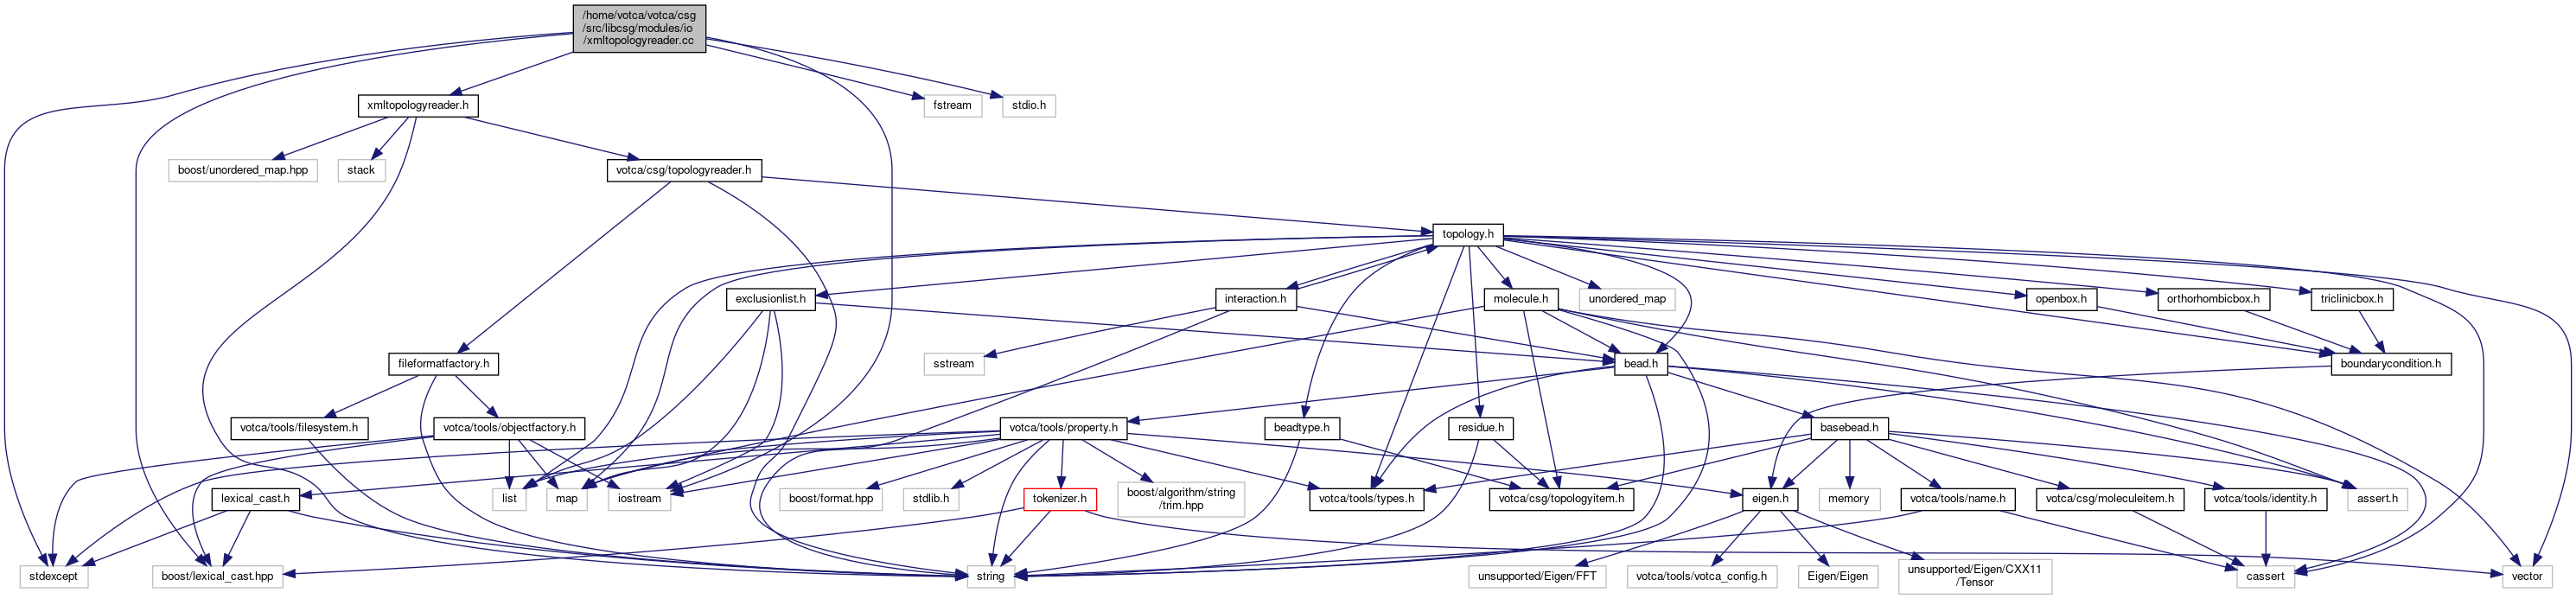 /home/votca/votca/csg
/src/libcsg/modules/io
/xmltopologyreader.cc
xmltopologyreader.h
fstream
stdio.h
boost/unordered_map.hpp
stack
votca/csg/topologyreader.h
topology.h
exclusionlist.h
interaction.h
molecule.h
unordered_map
openbox.h
orthorhombicbox.h
triclinicbox.h
fileformatfactory.h
sstream
bead.h
boundarycondition.h
votca/tools/filesystem.h
votca/tools/objectfactory.h
votca/tools/property.h
beadtype.h
residue.h
basebead.h
lexical_cast.h
list
map
iostream
boost/format.hpp
stdlib.h
tokenizer.h
boost/algorithm/string
/trim.hpp
votca/tools/types.h
votca/csg/topologyitem.h
eigen.h
memory
votca/tools/name.h
votca/csg/moleculeitem.h
votca/tools/identity.h
assert.h
stdexcept
boost/lexical_cast.hpp
string
unsupported/Eigen/FFT
votca/tools/votca_config.h
Eigen/Eigen
unsupported/Eigen/CXX11
/Tensor
cassert
vector